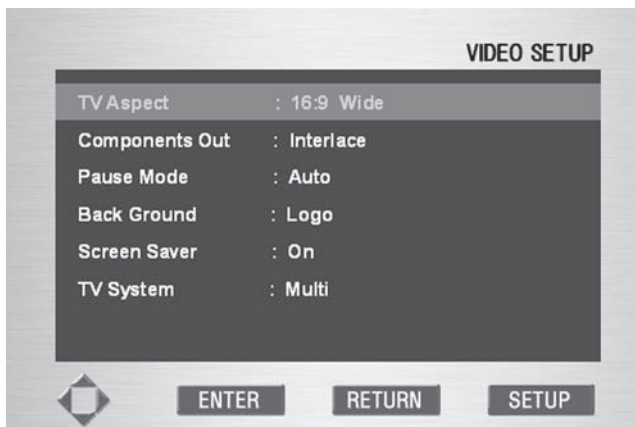 VIDEO SETUP
TV Aspect : 16:9 Wide
Components Out : Interlace
Pause Mode : Auto
Back Ground : Logo
Screen Saver : On
TV System : Multi
ENTER RETURN SETUP